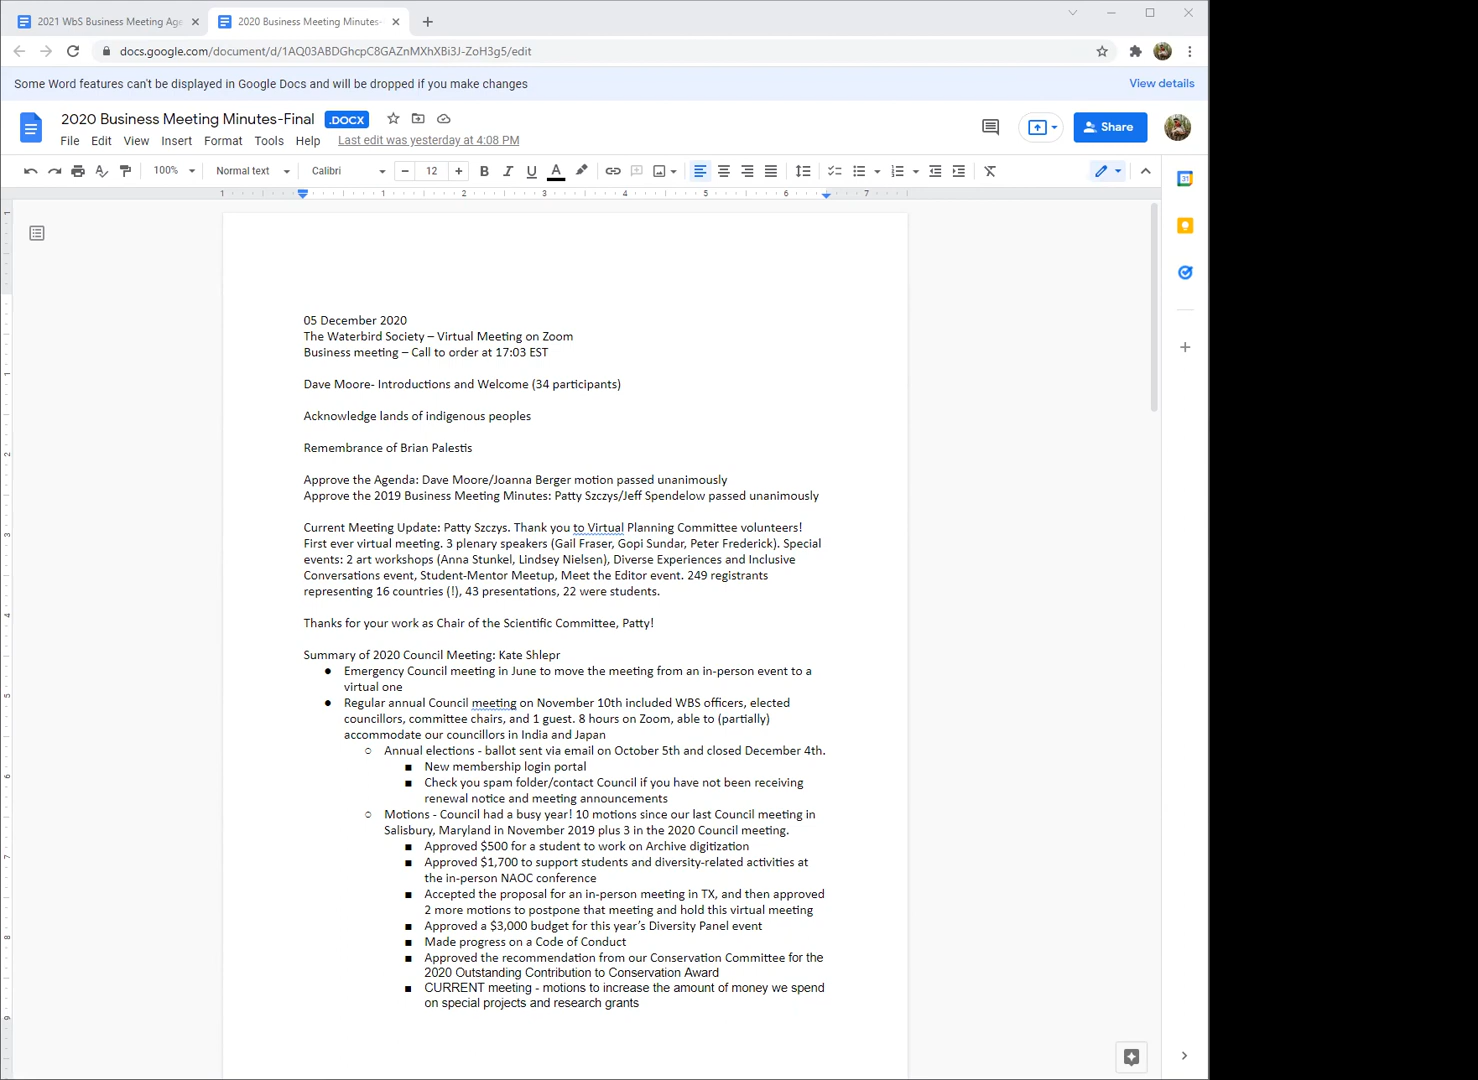 2021 WbS Business Meeting Age
2020 Business Meeting Minutes-
docs.google.com/document/d/1AQ03ABDGhcpC8GAZnMXhXBi3J-ZoH3g5/edit
Some Word features can't be displayed in Google Docs and will be dropped if you make changes
View details
2020 Business Meeting Minutes-Final .DOCX
Share
File Edit View Insert Format Tools Help Last edit was yesterday at 4:08 PM
100% Normal text Calibri 12 B I U A
1 1 2 3 4 5 6 7
05 December 2020
The Waterbird Society – Virtual Meeting on Zoom
Business meeting – Call to order at 17:03 EST
Dave Moore- Introductions and Welcome (34 participants)
Acknowledge lands of indigenous peoples
Remembrance of Brian Palestis
Approve the Agenda: Dave Moore/Joanna Berger motion passed unanimously
Approve the 2019 Business Meeting Minutes: Patty Szczys/Jeff Spendelow passed unanimously
Current Meeting Update: Patty Szczys. Thank you to Virtual Planning Committee volunteers!
First ever virtual meeting. 3 plenary speakers (Gail Fraser, Gopi Sundar, Peter Frederick). Special
events: 2 art workshops (Anna Stunkel, Lindsey Nielsen), Diverse Experiences and Inclusive
Conversations event, Student-Mentor Meetup, Meet the Editor event. 249 registrants
representing 16 countries (!), 43 presentations, 22 were students.
Thanks for your work as Chair of the Scientific Committee, Patty!
Summary of 2020 Council Meeting: Kate Shlepr
● Emergency Council meeting in June to move the meeting from an in-person event to a
virtual one
● Regular annual Council meeting on November 10th included WBS officers, elected
councillors, committee chairs, and 1 guest. 8 hours on Zoom, able to (partially)
accommodate our councillors in India and Japan
○ Annual elections - ballot sent via email on October 5th and closed December 4th.
■ New membership login portal
■ Check you spam folder/contact Council if you have not been receiving
renewal notice and meeting announcements
○ Motions - Council had a busy year! 10 motions since our last Council meeting in
Salisbury, Maryland in November 2019 plus 3 in the 2020 Council meeting.
■ Approved $500 for a student to work on Archive digitization
■ Approved $1,700 to support students and diversity-related activities at
the in-person NAOC conference
■ Accepted the proposal for an in-person meeting in TX, and then approved
2 more motions to postpone that meeting and hold this virtual meeting
■ Approved a $3,000 budget for this year's Diversity Panel event
■ Made progress on a Code of Conduct
■ Approved the recommendation from our Conservation Committee for the
2020 Outstanding Contribution to Conservation Award
■ CURRENT meeting - motions to increase the amount of money we spend
on special projects and research grants